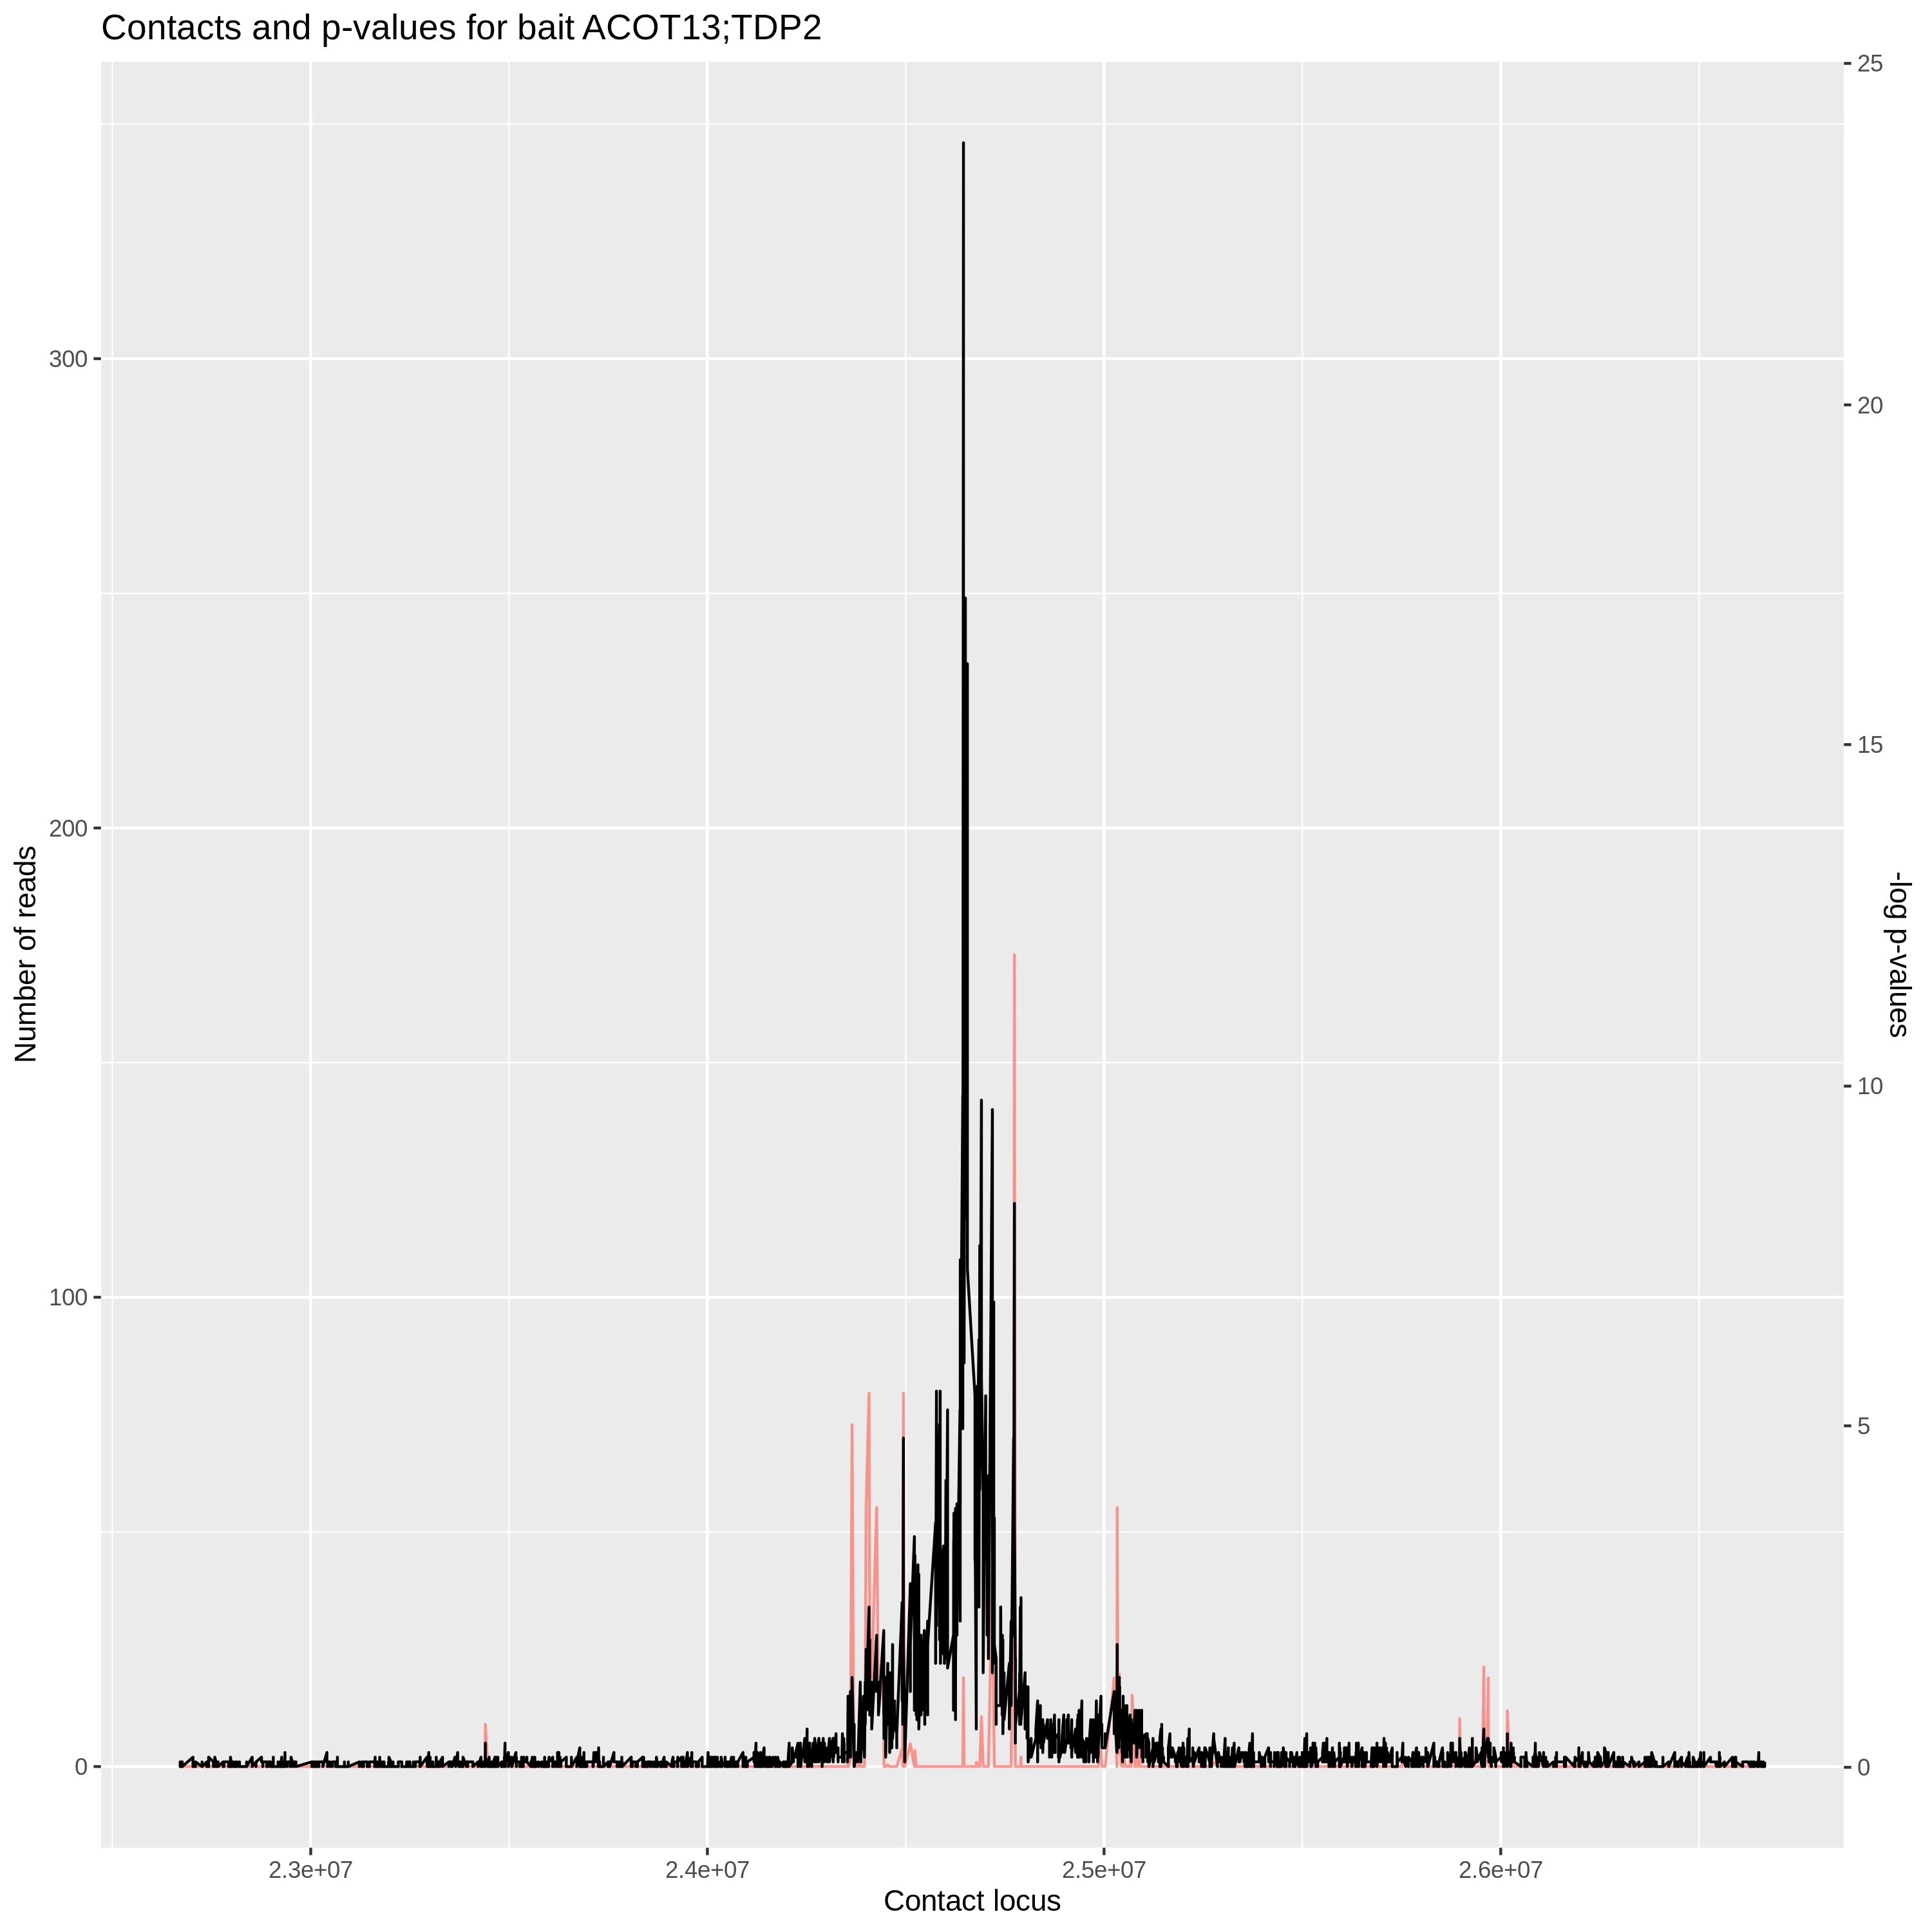 Contacts and p-values for bait ACOT13;TDP2
Number of reads
300
200
100
0
25
20
15
10
5
0
-log p-values
2.3e+07
2.4e+07
2.5e+07
2.6e+07
Contact locus